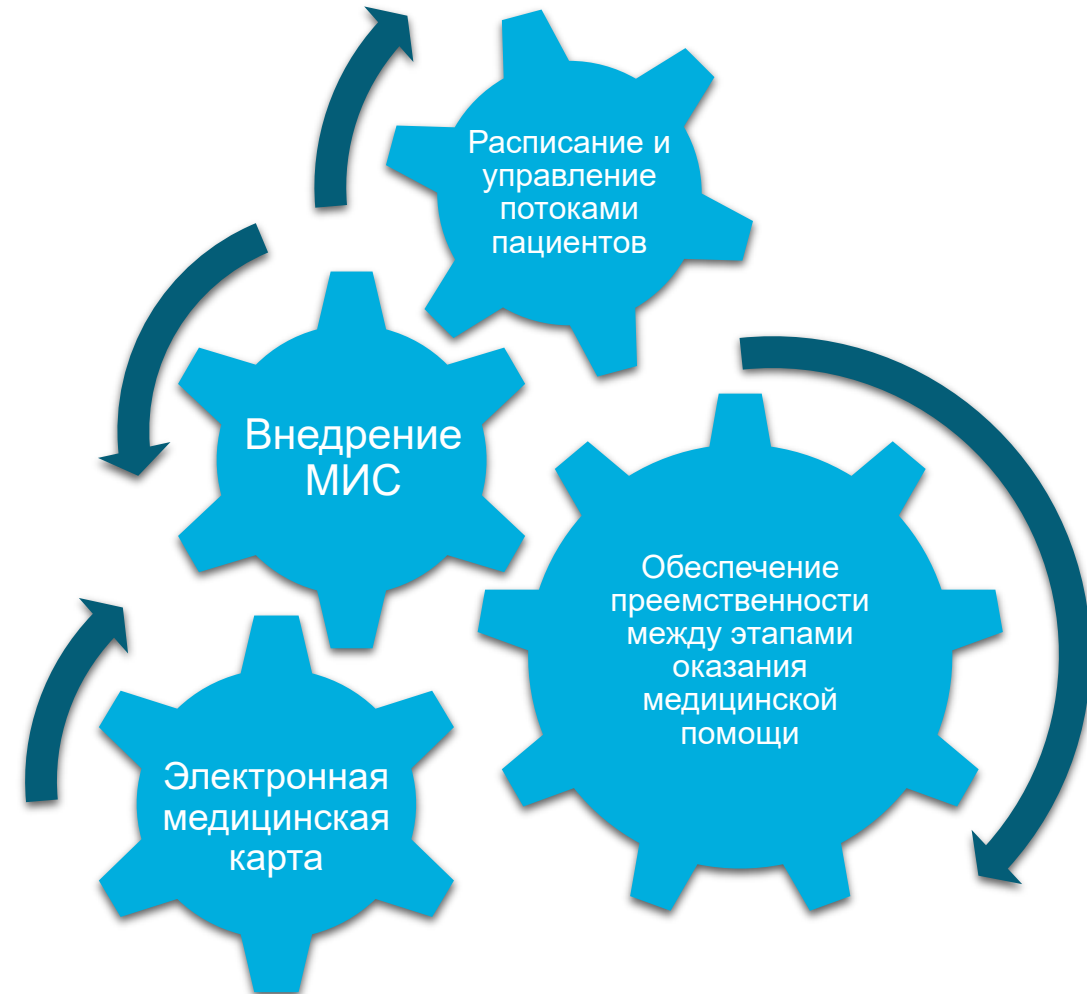 Расписание и
управление
потоками
пациентов
Внедрение
МИС
Обеспечение
преемственности
между этапами
оказания
медицинской
помощи
Электронная
медицинская
карта